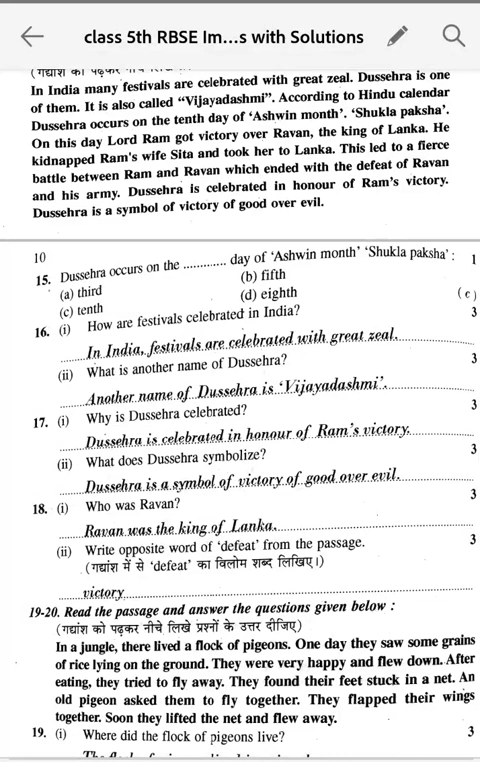 class 5th RBSE Im...s with Solutions
In India many festivals are celebrated with great zeal. Dussehra is one
of them. It is also called “Vijayadashmi”. According to Hindu calendar
Dussehra occurs on the tenth day of ‘Ashwin month’. ‘Shukla paksha’.
On this day Lord Ram got victory over Ravan, the king of Lanka. He
kidnapped Ram's wife Sita and took her to Lanka. This led to a fierce
battle between Ram and Ravan which ended with the defeat of Ravan
and his army. Dussehra is celebrated in honour of Ram’s victory.
Dussehra is a symbol of victory of good over evil.
10
15. Dussehra occurs on the ............ day of ‘Ashwin month’ ‘Shukla paksha’ : 1
(a) third (b) fifth
(c) tenth (d) eighth (c)
16. (i) How are festivals celebrated in India? 3
In India, festivals are celebrated with great zeal.
(ii) What is another name of Dussehra? 3
Another name of Dussehra is ‘Vijayadashmi’.
17. (i) Why is Dussehra celebrated? 3
Dussehra is celebrated in honour of Ram’s victory.
(ii) What does Dussehra symbolize? 3
Dussehra is a symbol of victory of good over evil.
18. (i) Who was Ravan? 3
Ravan was the king of Lanka.
(ii) Write opposite word of ‘defeat’ from the passage. 3
(गद्यांश में से ‘defeat’ का विलोम शब्द लिखिए।)
victory
19-20. Read the passage and answer the questions given below :
(गद्यांश को पढ़कर नीचे लिखे प्रश्नों के उत्तर दीजिए)
In a jungle, there lived a flock of pigeons. One day they saw some grains
of rice lying on the ground. They were very happy and flew down. After
eating, they tried to fly away. They found their feet stuck in a net. An
old pigeon asked them to fly together. They flapped their wings
together. Soon they lifted the net and flew away.
19. (i) Where did the flock of pigeons live? 3